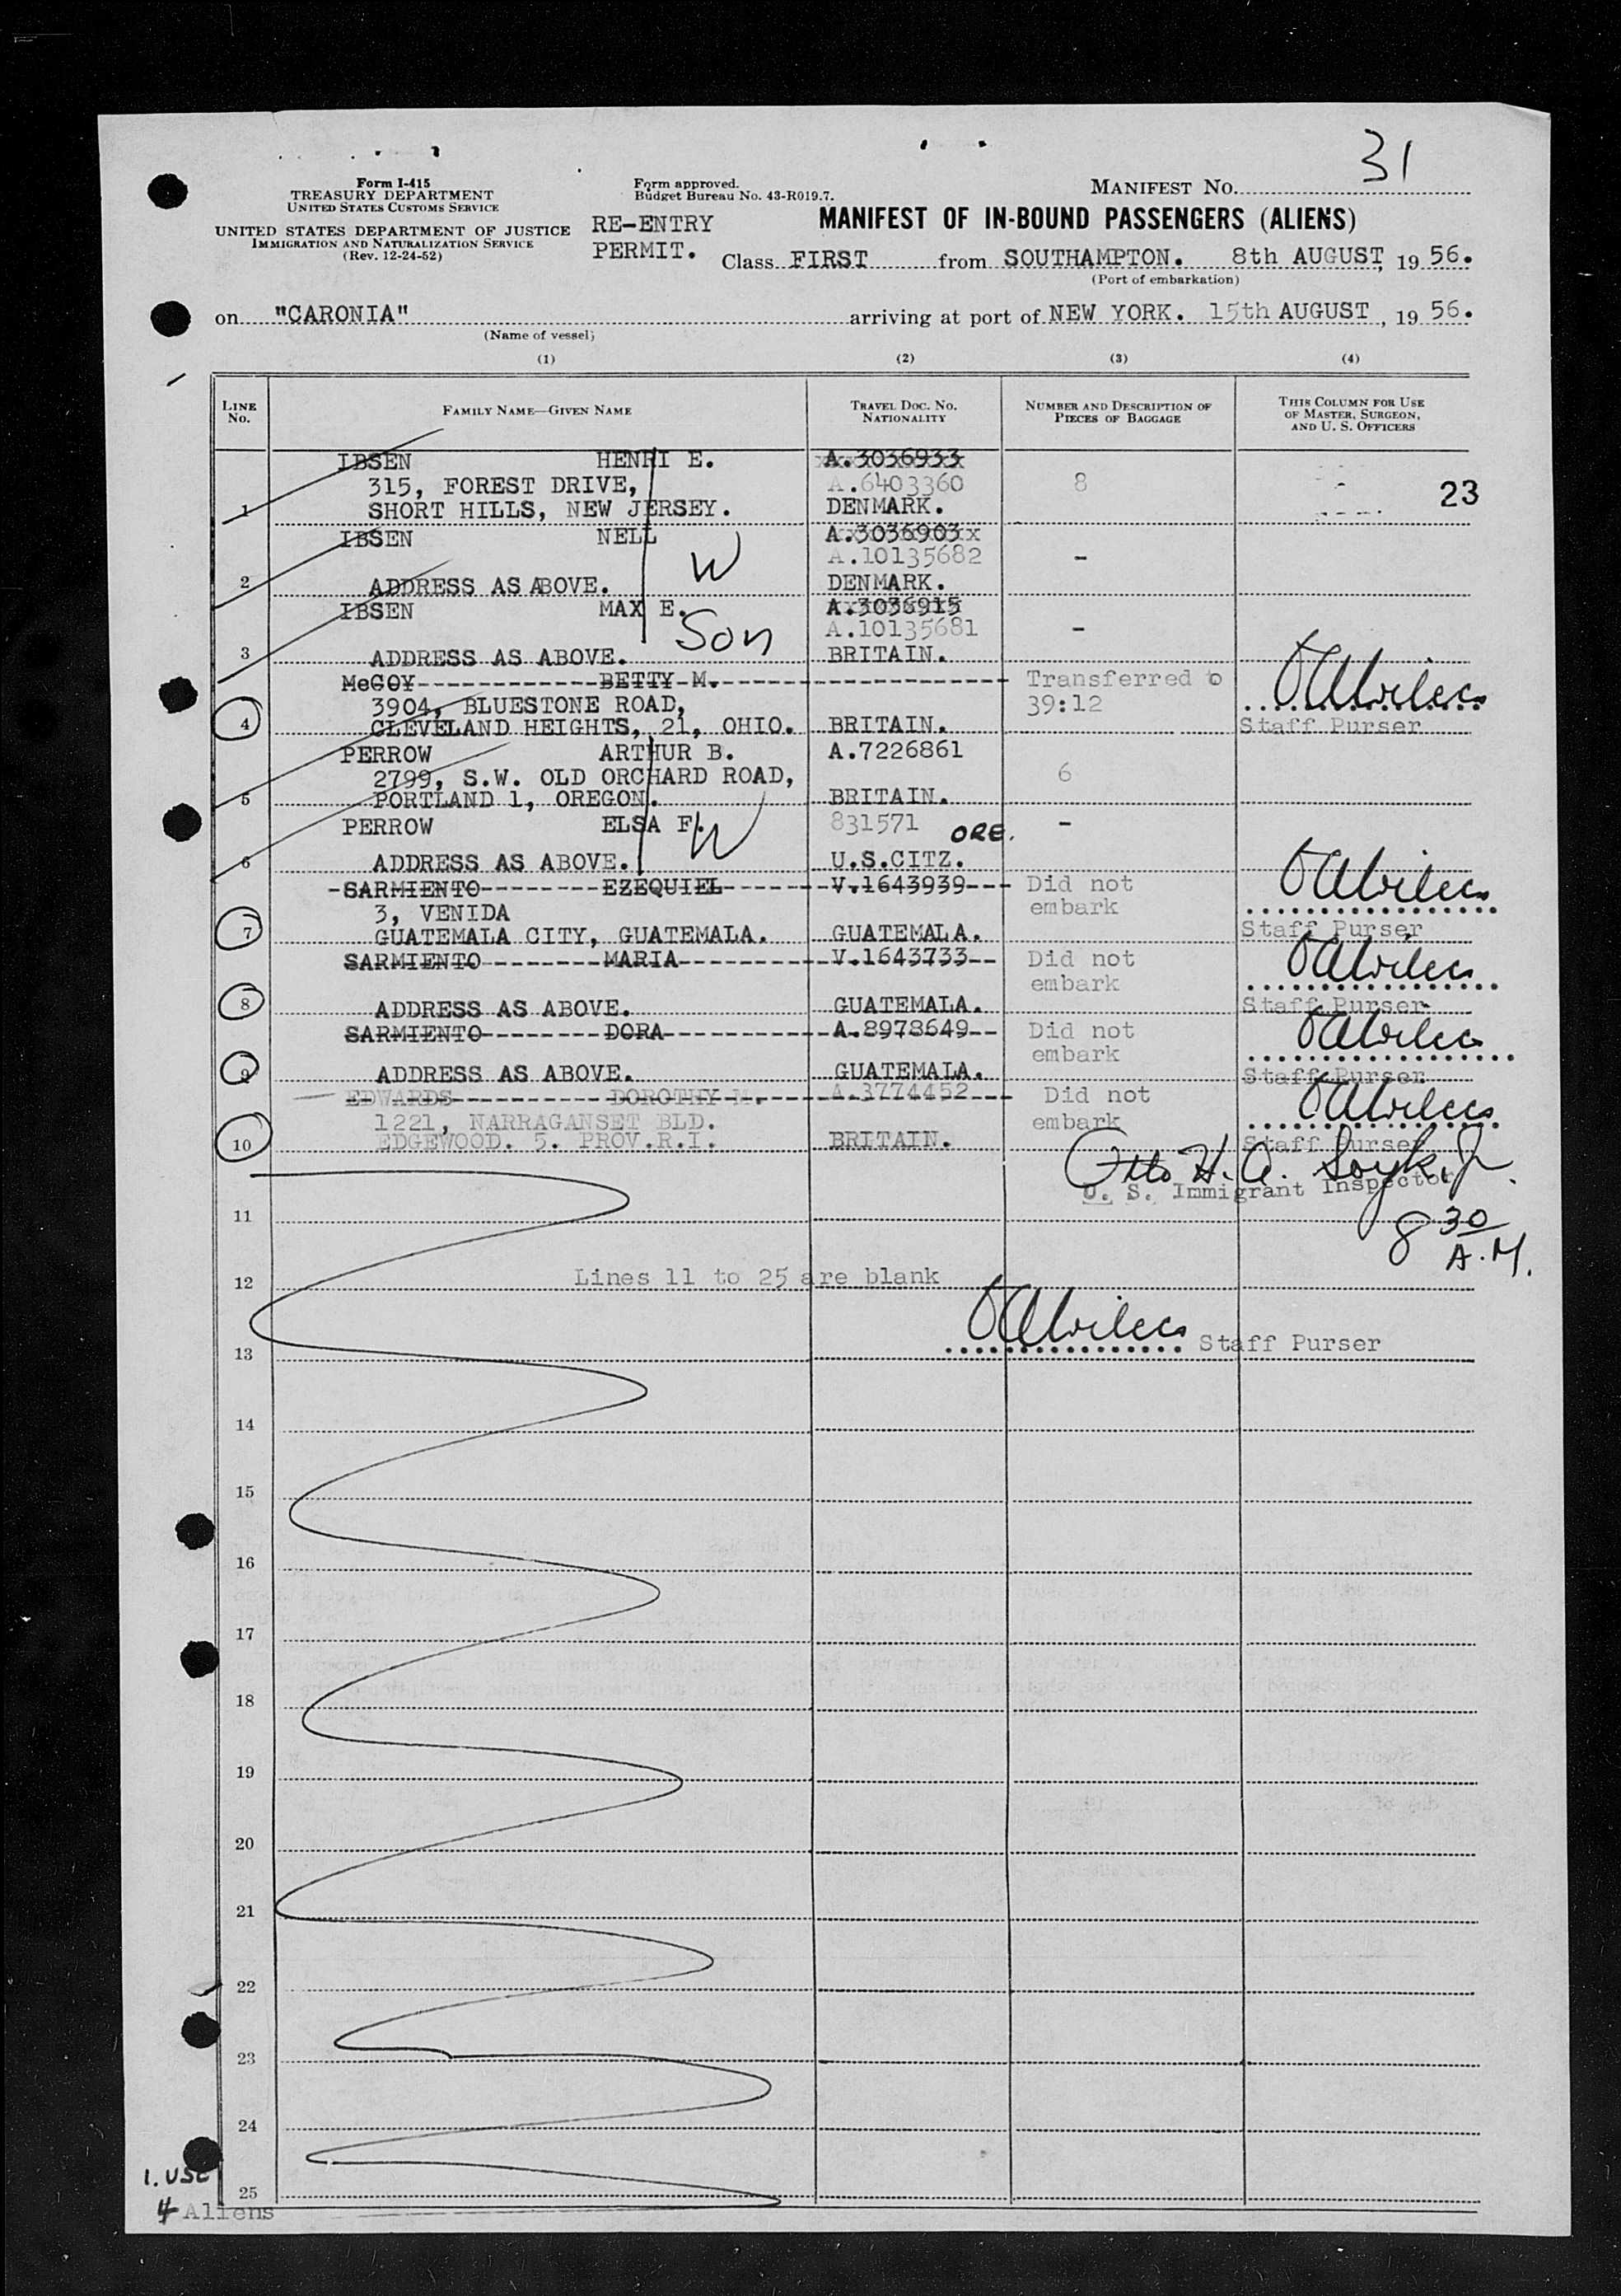 31
Form I-415
TREASURY DEPARTMENT
UNITED STATES CUSTOMS SERVICE
UNITED STATES DEPARTMENT OF JUSTICE
IMMIGRATION AND NATURALIZATION SERVICE
(Rev. 12-24-52)
Form approved.
Budget Bureau No. 43-R019.7.
RE-ENTRY
PERMIT.
MANIFEST NO.
MANIFEST OF IN-BOUND PASSENGERS (ALIENS)
Class FIRST from SOUTHAMPTON. 8th AUGUST, 19 56.
(Port of embarkation)
on "CARONIA" arriving at port of NEW YORK. 15th AUGUST, 19 56.
(Name of vessel)
(1) (2) (3) (4)
LINE NO. FAMILY NAME—GIVEN NAME TRAVEL DOC. NO. NATIONALITY NUMBER AND DESCRIPTION OF PIECES OF BAGGAGE THIS COLUMN FOR USE OF MASTER, SURGEON, AND U. S. OFFICERS
IBSEN HENRI E. A.3036933
315, FOREST DRIVE, A.6403360 8 23
1 SHORT HILLS, NEW JERSEY. DENMARK.
IBSEN NELL A.3036903
W A.10135682 -
2 ADDRESS AS ABOVE. DENMARK.
IBSEN MAX E. A.3036915
Son A.10135681 -
3 ADDRESS AS ABOVE. BRITAIN.
McCOY BETTY M. Transferred to
3904, BLUESTONE ROAD, 39:12
4 CLEVELAND HEIGHTS, 21, OHIO. BRITAIN. Staff Purser
PERROW ARTHUR B. A.7226861
2799, S.W. OLD ORCHARD ROAD, 6
5 PORTLAND 1, OREGON. BRITAIN.
PERROW ELSA F. W 831571 ORE. -
6 ADDRESS AS ABOVE. U.S.CITZ.
SARMIENTO EZEQUIEL V.1643939 Did not
3, VENIDA embark
7 GUATEMALA CITY, GUATEMALA. GUATEMALA. Staff Purser
SARMIENTO MARIA V.1643733 Did not
embark
8 ADDRESS AS ABOVE. GUATEMALA. Staff Purser
SARMIENTO DORA A.8978649 Did not
embark
9 ADDRESS AS ABOVE. GUATEMALA. Staff Purser
EDWARDS DOROTHY M. A.3774452 Did not
1221, NARRAGANSET BLD. embark
10 EDGEWOOD. 5. PROV.R.I. BRITAIN. Staff Purser
Otto H. A.
U. S. Immigrant Inspector
11
8 30
A.M.
12 Lines 11 to 25 are blank
Staff Purser
13
14
15
16
17
18
19
20
21
22
23
24
25
1. USC
4 Aliens